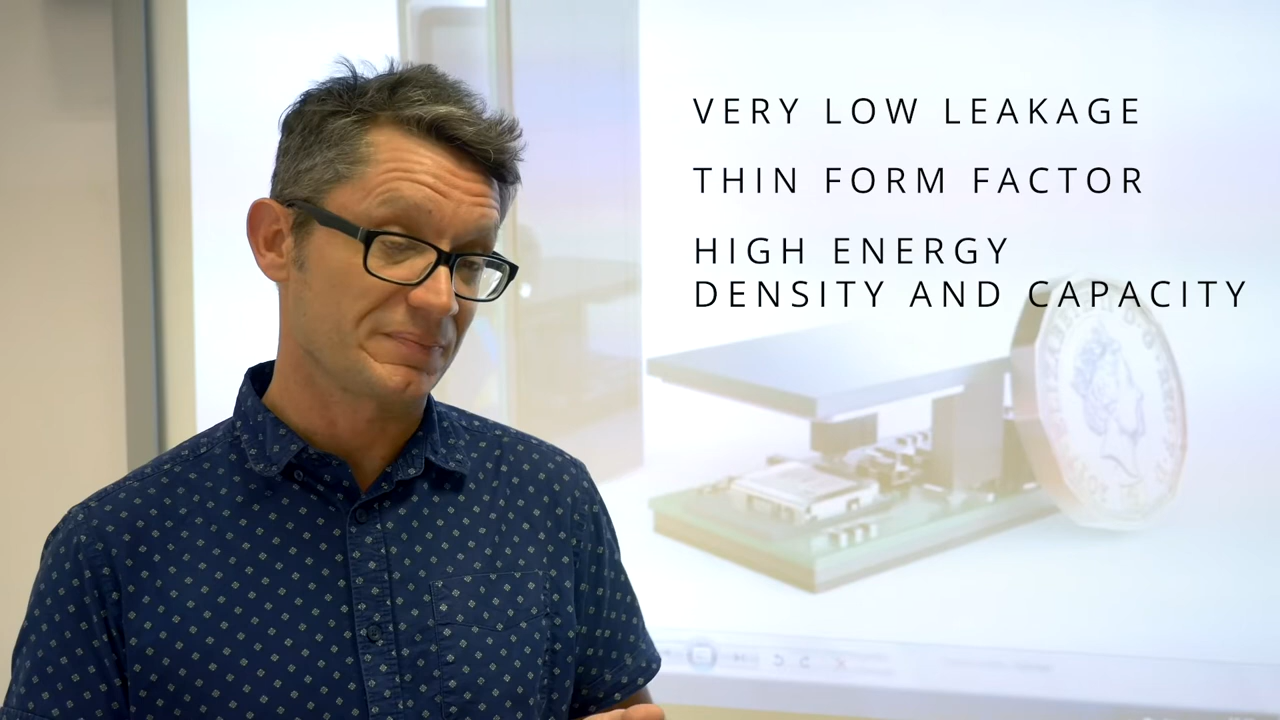 VERY LOW LEAKAGE
THIN FORM FACTOR
HIGH ENERGY
DENSITY AND CAPACITY